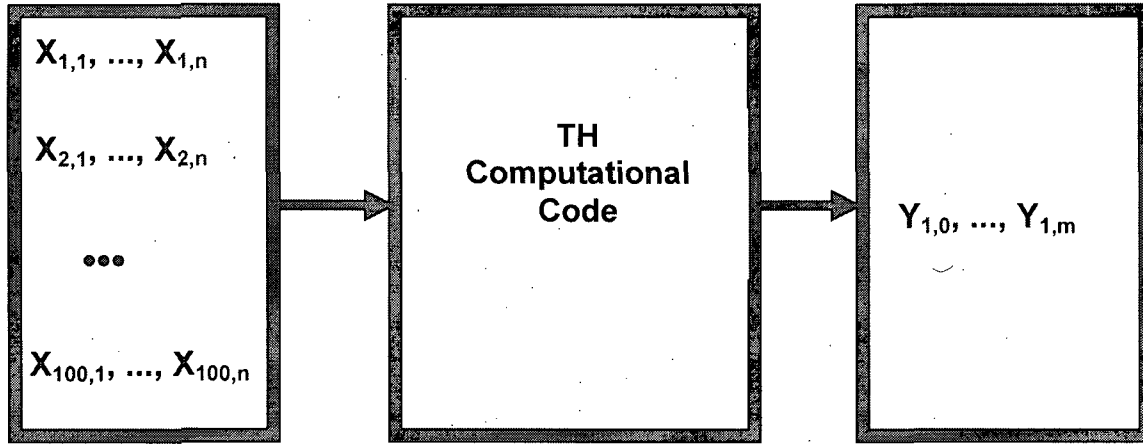 X1,1, ..., X1,n
X2,1, ..., X2,n
•••
X100,1, ..., X100,n
TH
Computational
Code
Y1,0, ..., Y1,m